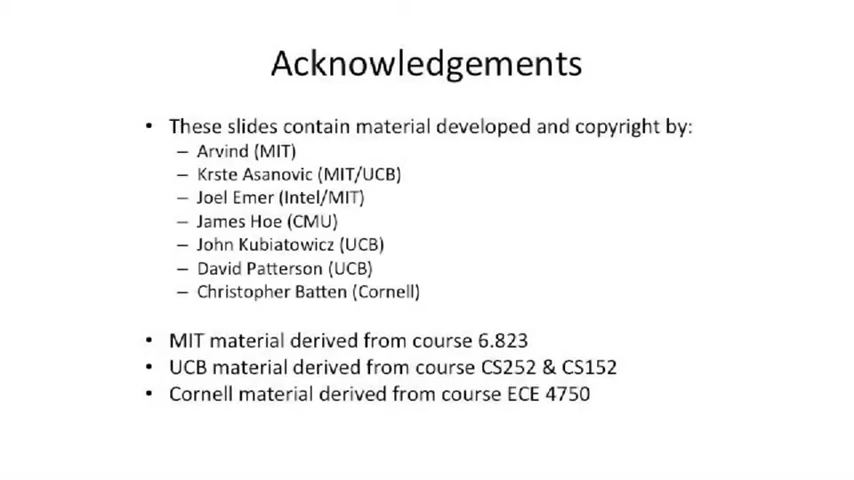 Acknowledgements
• These slides contain material developed and copyright by:
– Arvind (MIT)
– Krste Asanovic (MIT/UCB)
– Joel Emer (Intel/MIT)
– James Hoe (CMU)
– John Kubiatowicz (UCB)
– David Patterson (UCB)
– Christopher Batten (Cornell)
• MIT material derived from course 6.823
• UCB material derived from course CS252 & CS152
• Cornell material derived from course ECE 4750